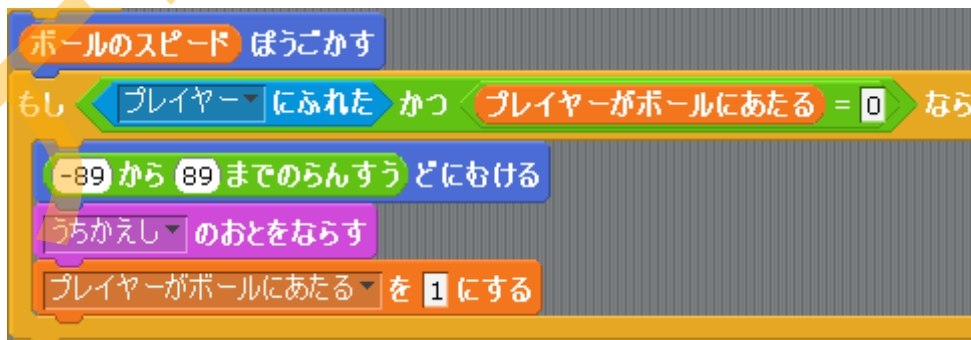 ボールのスピード ぽうごかす
もし プレイヤー にふれた かつ プレイヤーがボールにあたる = 0 なら
-89 から 89 までのらんすう どにむける
うちかえし のおとをならす
プレイヤーがボールにあたる を 1 にする